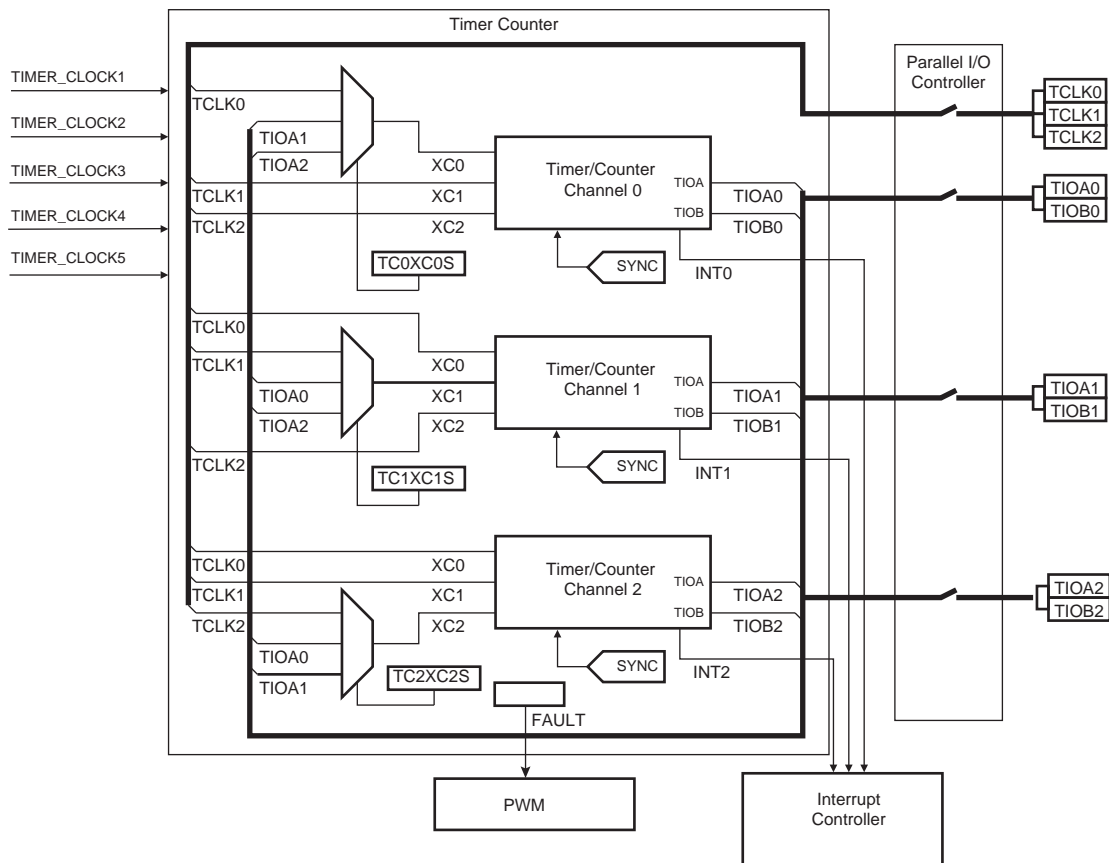 Timer Counter
Parallel I/O
Controller
TIMER_CLOCK1
TIMER_CLOCK2
TIMER_CLOCK3
TIMER_CLOCK4
TIMER_CLOCK5
TCLK0
TIOA1
TIOA2
TCLK1
TCLK2
XC0
XC1
XC2
TC0XC0S
Timer/Counter
Channel 0
TIOA
TIOB
TIOA0
TIOB0
SYNC
INT0
TCLK0
TCLK1
TIOA0
TIOA2
TCLK2
XC0
XC1
XC2
TC1XC1S
Timer/Counter
Channel 1
TIOA
TIOB
TIOA1
TIOB1
SYNC
INT1
TCLK0
TCLK1
TCLK2
TIOA0
TIOA1
XC0
XC1
XC2
TC2XC2S
Timer/Counter
Channel 2
TIOA
TIOB
TIOA2
TIOB2
SYNC
INT2
FAULT
PWM
Interrupt
Controller
TCLK0
TCLK1
TCLK2
TIOA0
TIOB0
TIOA1
TIOB1
TIOA2
TIOB2